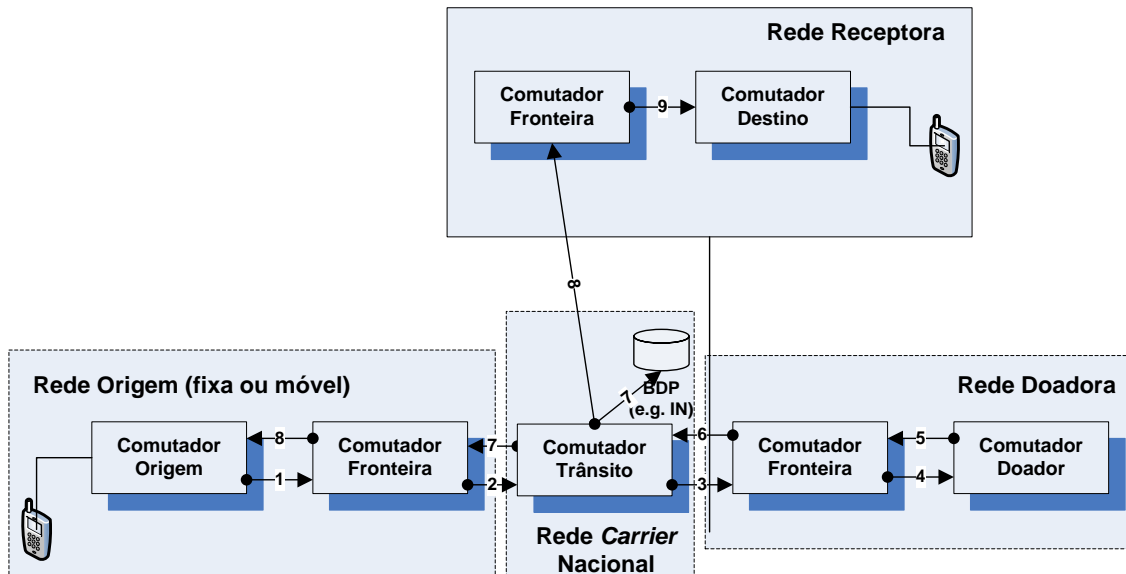 Rede Receptora
Comutador
Fronteira
9
Comutador
Destino
8
Rede Origem (fixa ou móvel)
Comutador
Origem
8
1
Comutador
Fronteira
7
2
BDP
(e.g. IN)
7
Comutador
Trânsito
Rede Carrier
Nacional
6
3
Rede Doadora
Comutador
Fronteira
5
4
Comutador
Doador